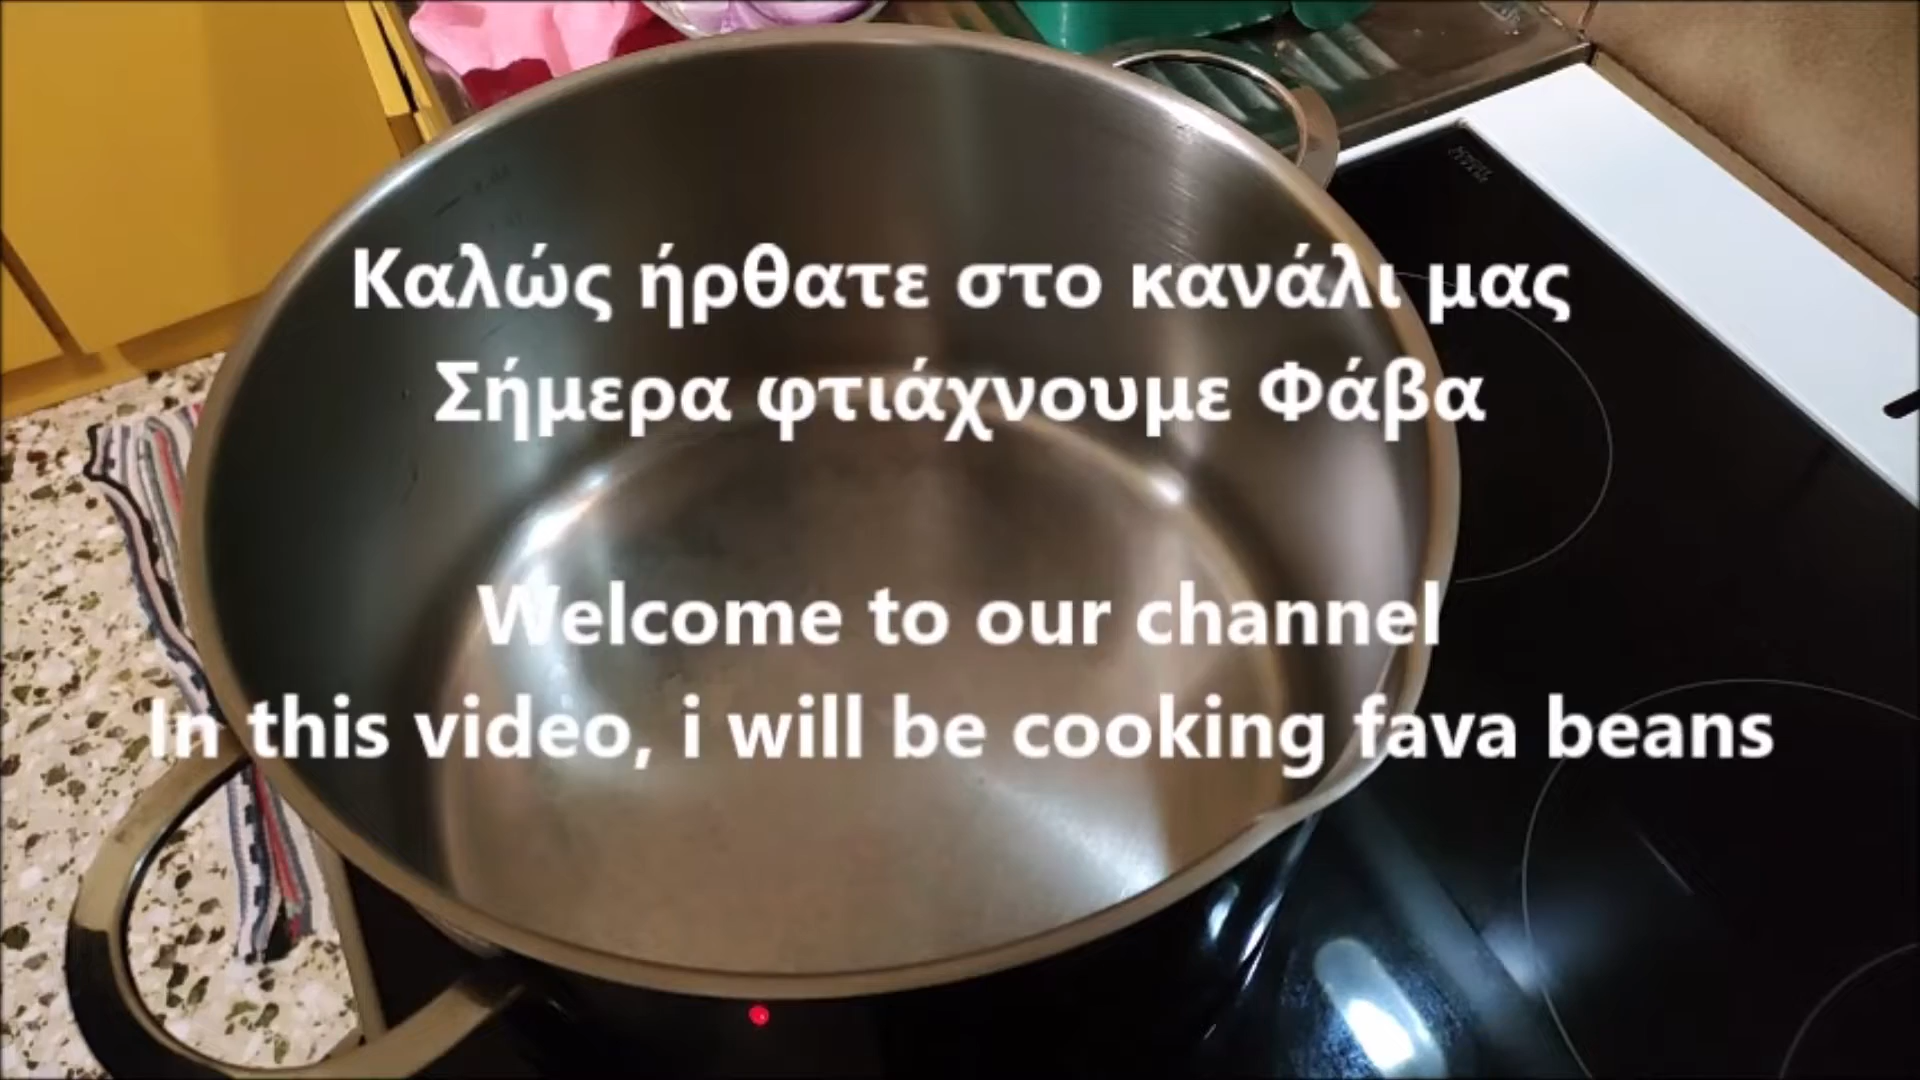 Καλώς ήρθατε στο κανάλι μας
Σήμερα φτιάχνουμε Φάβα
Welcome to our channel
In this video, i will be cooking fava beans